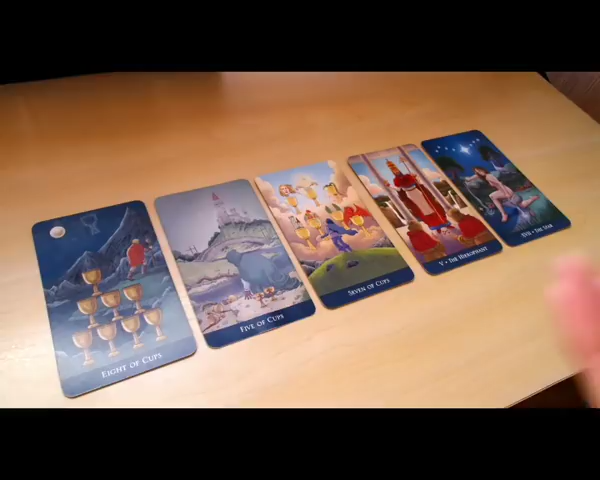 EIGHT OF CUPS
FIVE OF CUPS
SEVEN OF CUPS
V • THE HIEROPHANT
XVII • THE STAR